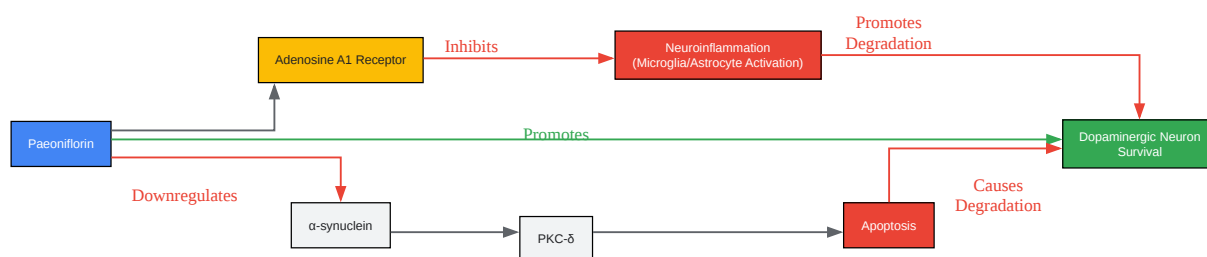 Promotes
Degradation
Adenosine A1 Receptor
Inhibits
Neuroinflammation
(Microglia/Astrocyte Activation)
Paeoniflorin
Promotes
Dopaminergic Neuron
Survival
Downregulates
α-synuclein
PKC-δ
Apoptosis
Causes
Degradation